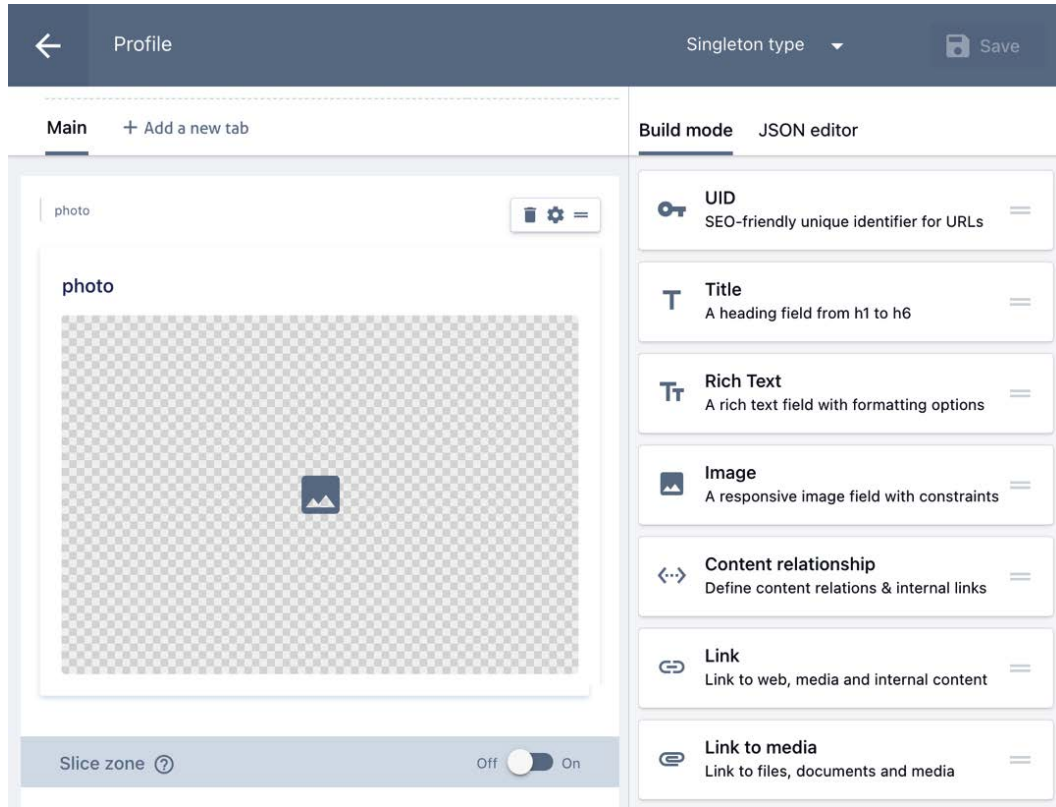 Profile
Singleton type
Save
Main
+ Add a new tab
Build mode
JSON editor
photo
photo
Slice zone
Off
On
UID
SEO-friendly unique identifier for URLs
Title
A heading field from h1 to h6
Rich Text
A rich text field with formatting options
Image
A responsive image field with constraints
Content relationship
Define content relations & internal links
Link
Link to web, media and internal content
Link to media
Link to files, documents and media